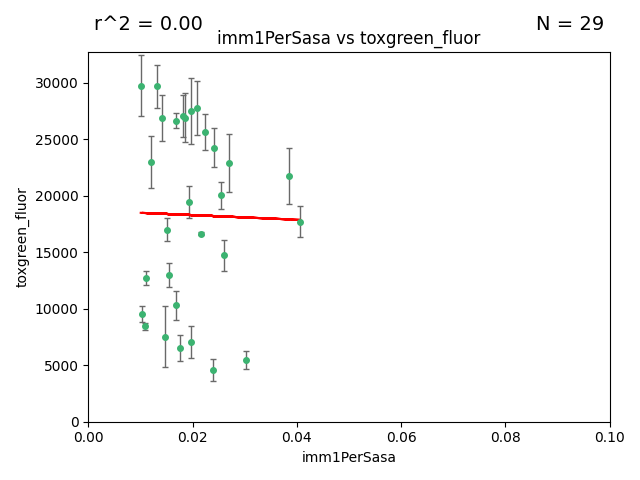 r^2 = 0.00
N = 29
imm1PerSasa vs toxgreen_fluor
30000
25000
20000
15000
10000
5000
0
toxgreen_fluor
0.00
0.02
0.04
0.06
0.08
0.10
imm1PerSasa